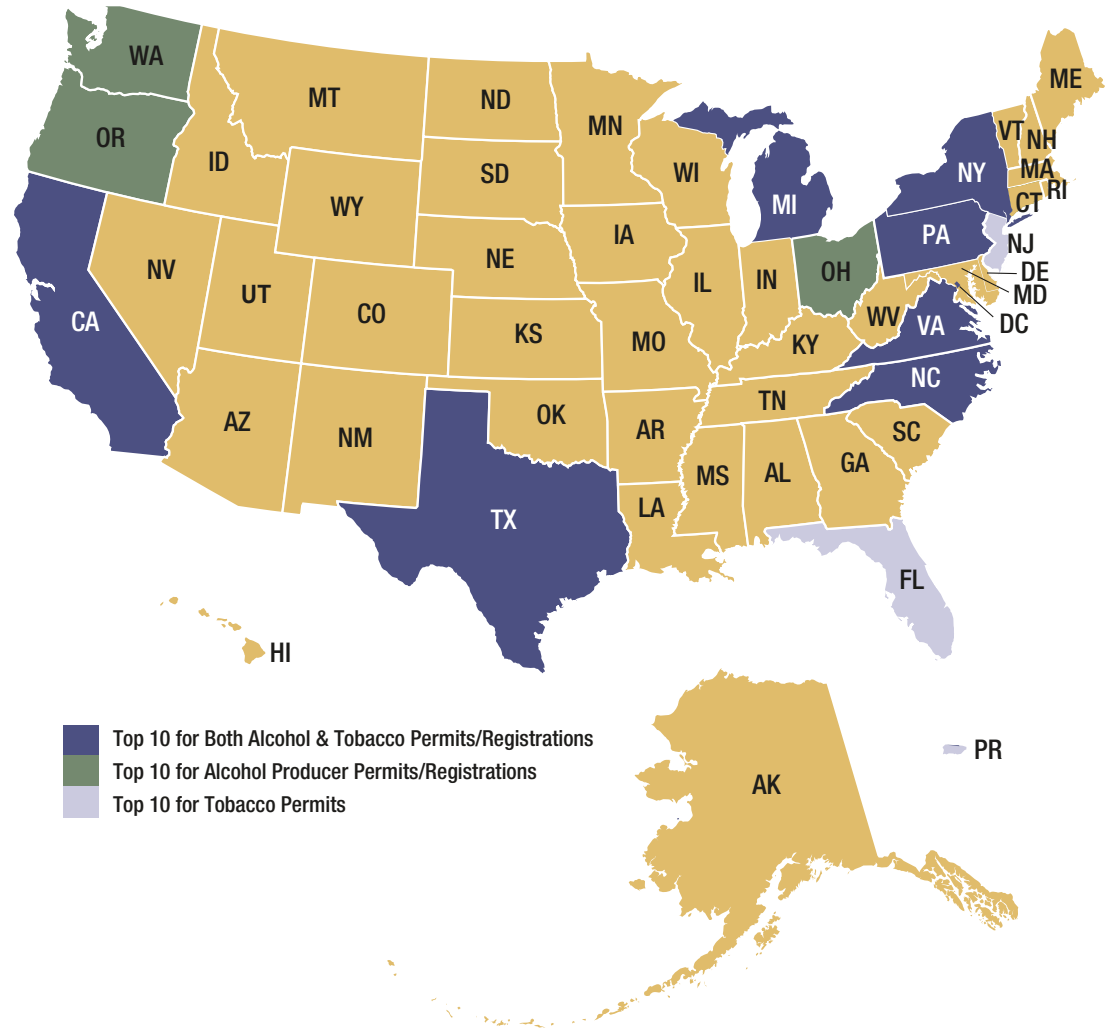 WA
ME
MT
ND
MN
OR
VT
NH
ID
SD
WI
MA
NY
RI
WY
CT
MI
IA
PA
NJ
NE
NV
OH
DE
IL
IN
MD
UT
CO
WV
DC
CA
VA
KS
MO
KY
NC
TN
OK
AZ
AR
SC
NM
GA
MS
AL
LA
TX
FL
HI
Top 10 for Both Alcohol & Tobacco Permits/Registrations
PR
Top 10 for Alcohol Producer Permits/Registrations
AK
Top 10 for Tobacco Permits